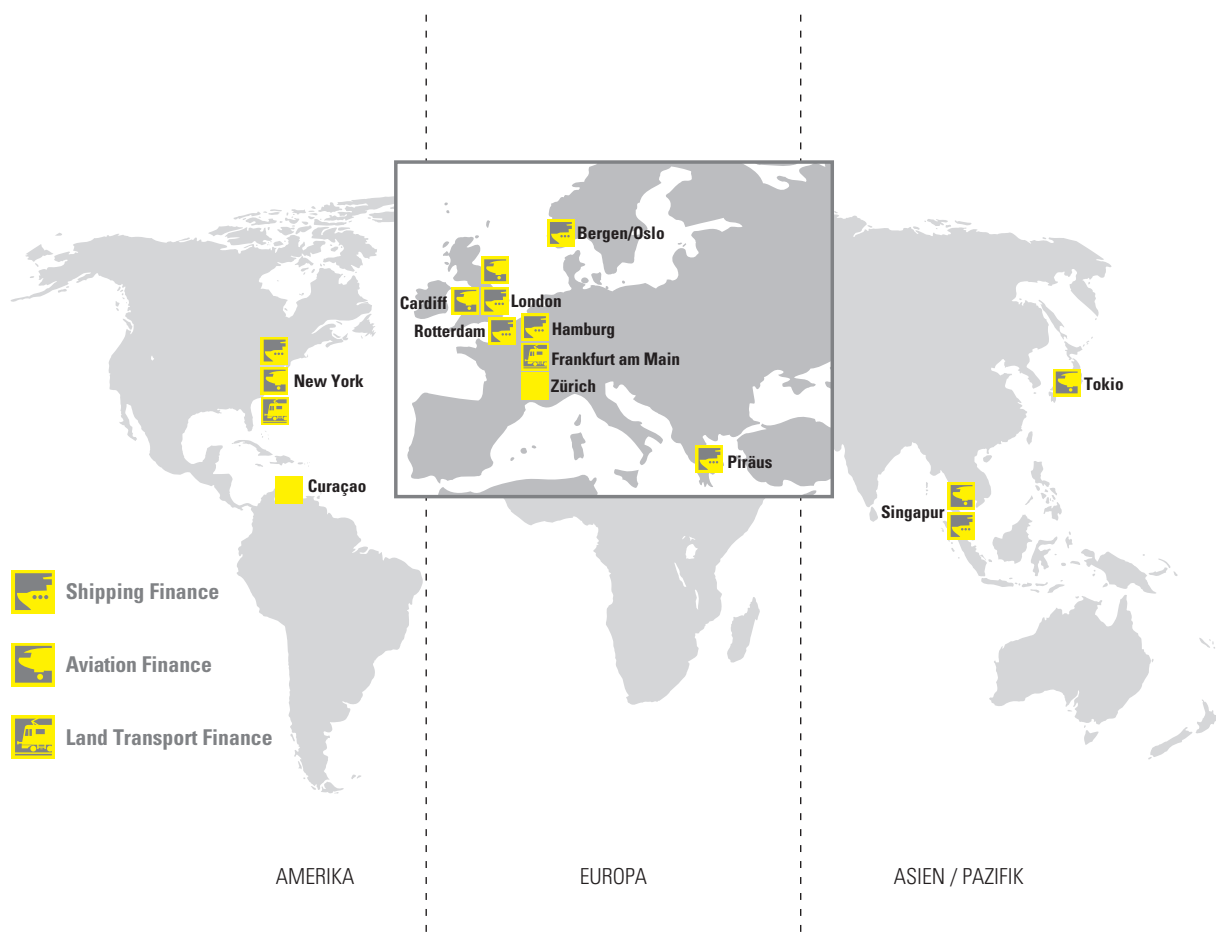 Bergen/Oslo
Cardiff
London
Rotterdam
Hamburg
Frankfurt am Main
New York
Zürich
Tokio
Piräus
Curaçao
Singapur
Shipping Finance
Aviation Finance
Land Transport Finance
AMERIKA
EUROPA
ASIEN / PAZIFIK